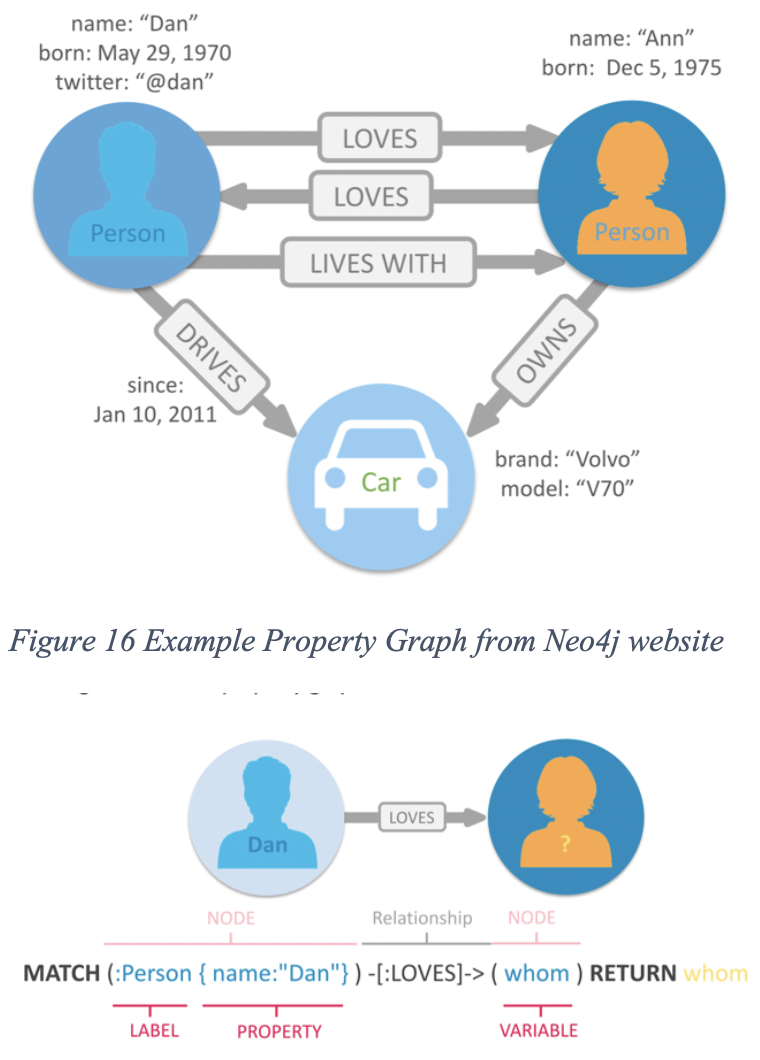 name: “Dan”
born: May 29, 1970
twitter: “@dan”
name: “Ann”
born:  Dec 5, 1975
LOVES
LOVES
LIVES WITH
Person
Person
DRIVES
OWNS
since:
Jan 10, 2011
Car
brand: “Volvo”
model: “V70”
Figure 16 Example Property Graph from Neo4j website
Dan
LOVES
?
NODE
Relationship
NODE
MATCH (:Person { name:"Dan"} ) -[:LOVES]-> ( whom ) RETURN whom
LABEL
PROPERTY
VARIABLE